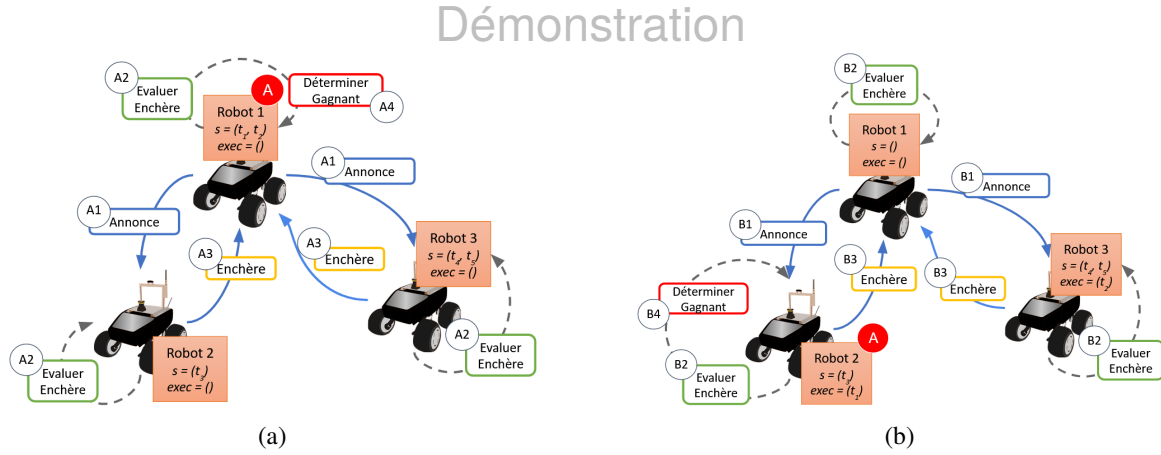 Démonstration
A2
Evaluer
Enchère
A
Déterminer
Gagnant
A4
Robot 1
s = (t1, t2)
exec = ()
A1
Annonce
A1
Annonce
A3
Enchère
A3
Enchère
Robot 3
s = (t4, t5)
exec = ()
A2
Evaluer
Enchère
A2
Evaluer
Enchère
Robot 2
s = (t3)
exec = ()
(a)
B2
Evaluer
Enchère
Robot 1
s = ()
exec = ()
B1
Annonce
B1
Annonce
B3
Enchère
B3
Enchère
Robot 3
s = (t4, t5)
exec = (t2)
B4
Déterminer
Gagnant
A
B2
Evaluer
Enchère
B2
Evaluer
Enchère
Robot 2
s = (t3)
exec = (t1)
(b)